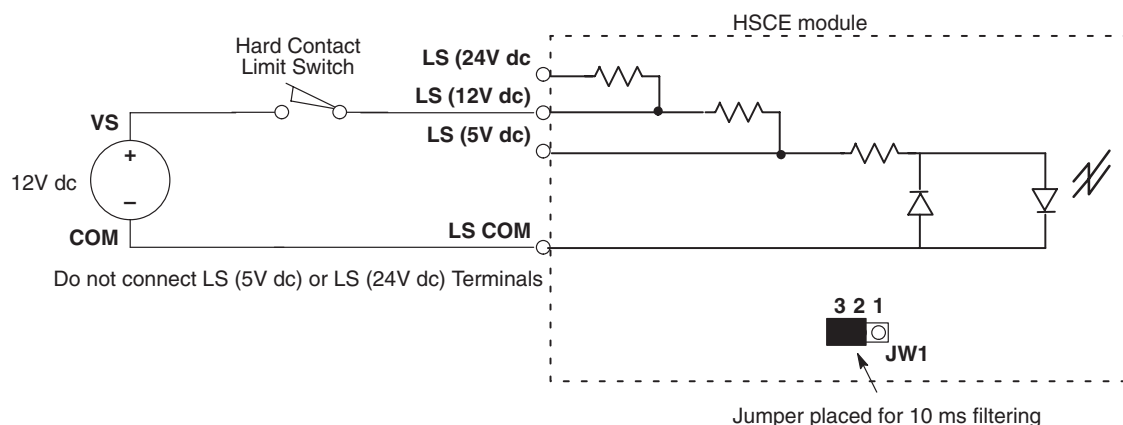 HSCE module
Hard Contact
Limit Switch
LS (24V dc
LS (12V dc)
VS
LS (5V dc)
+
12V dc
–
COM
LS COM
Do not connect LS (5V dc) or LS (24V dc) Terminals
3 2 1
JW1
Jumper placed for 10 ms filtering